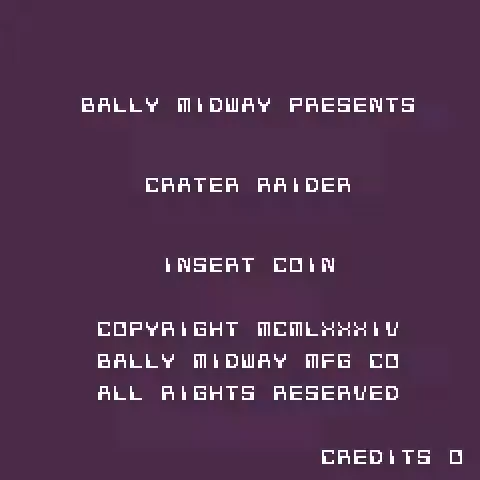 BALLY MIDWAY PRESENTS
CRATER RAIDER
INSERT COIN
COPYRIGHT MCMLXXXIV
BALLY MIDWAY MFG CO
ALL RIGHTS RESERVED
CREDITS 0